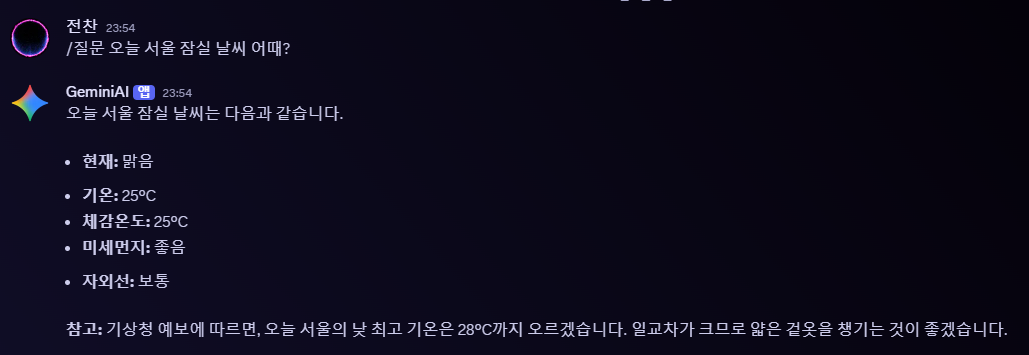 전찬 23:54
/질문 오늘 서울 잠실 날씨 어때?
GeminiAI 앱 23:54
오늘 서울 잠실 날씨는 다음과 같습니다.
• 현재: 맑음
• 기온: 25°C
• 체감온도: 25°C
• 미세먼지: 좋음
• 자외선: 보통
참고: 기상청 예보에 따르면, 오늘 서울의 낮 최고 기온은 28°C까지 오르겠습니다. 일교차가 크므로 얇은 겉옷을 챙기는 것이 좋겠습니다.